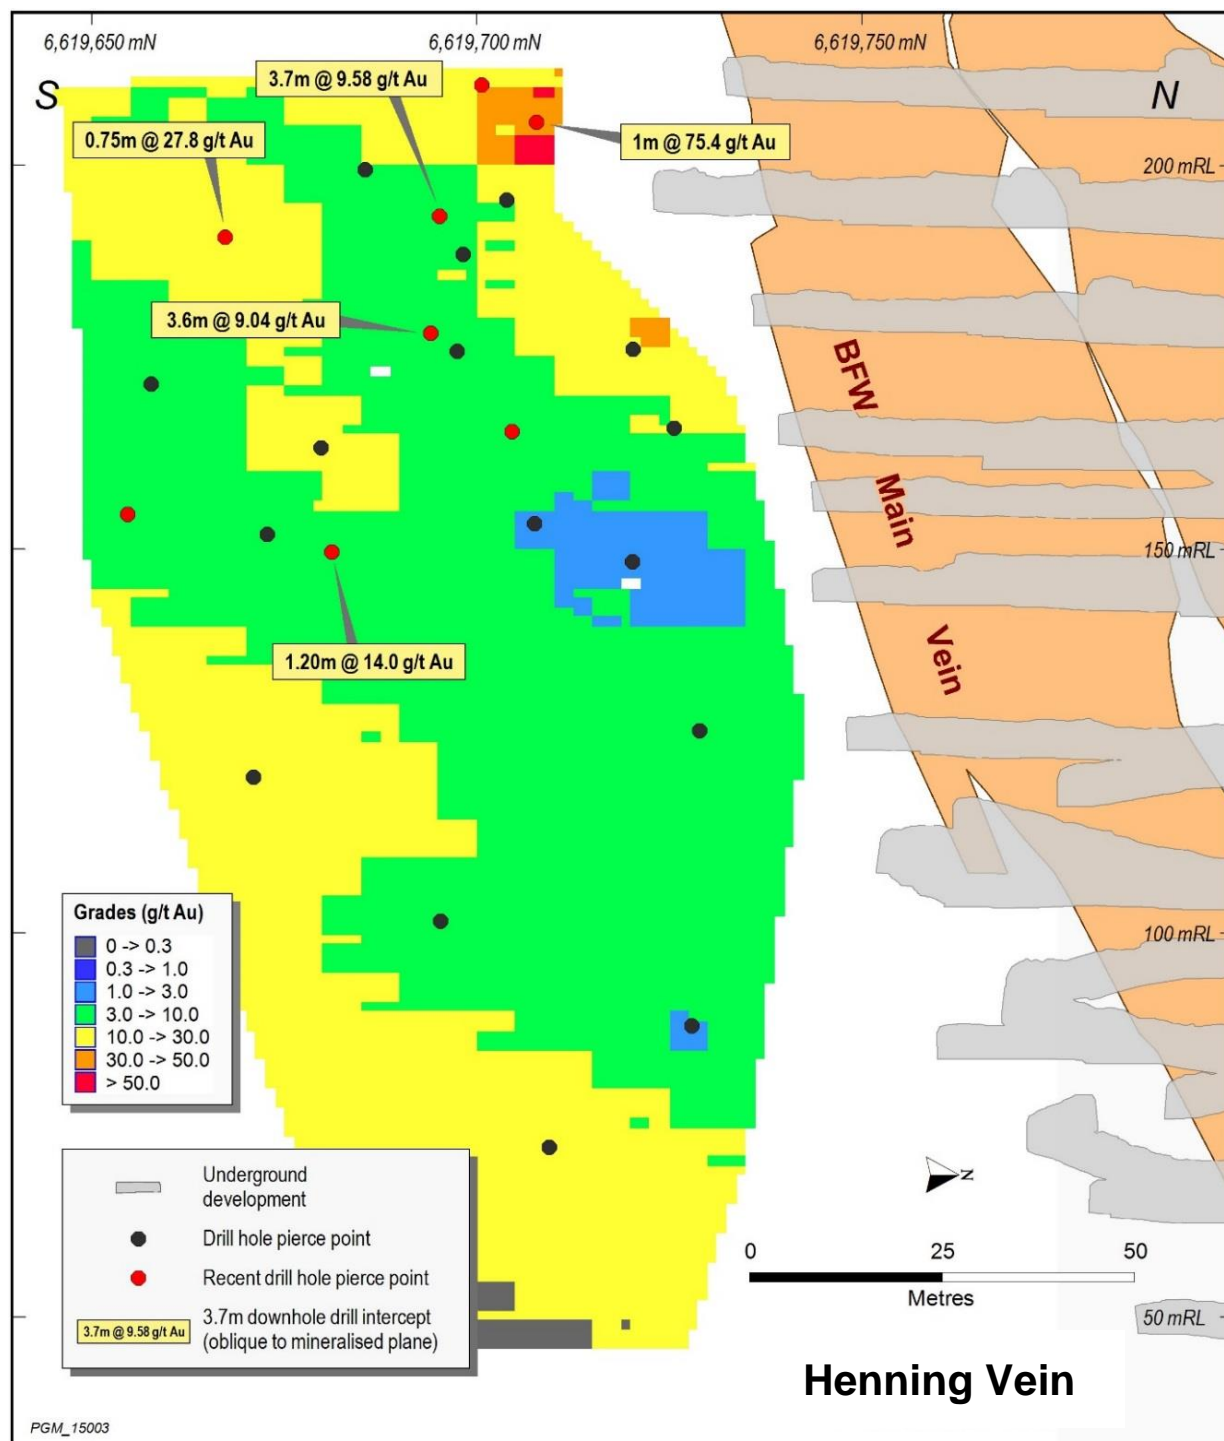 6,619,650 mN
6,619,700 mN
6,619,750 mN
S
N
3.7m @ 9.58 g/t Au
0.75m @ 27.8 g/t Au
1m @ 75.4 g/t Au
200 mRL
3.6m @ 9.04 g/t Au
BFW
Main
Vein
150 mRL
1.20m @ 14.0 g/t Au
Grades (g/t Au)
0 -> 0.3
0.3 -> 1.0
1.0 -> 3.0
3.0 -> 10.0
10.0 -> 30.0
30.0 -> 50.0
> 50.0
100 mRL
Underground
development
Drill hole pierce point
Recent drill hole pierce point
3.7m @ 9.58 g/t Au
3.7m downhole drill intercept
(oblique to mineralised plane)
N
0 25 50
Metres
50 mRL
Henning Vein
PGM_15003